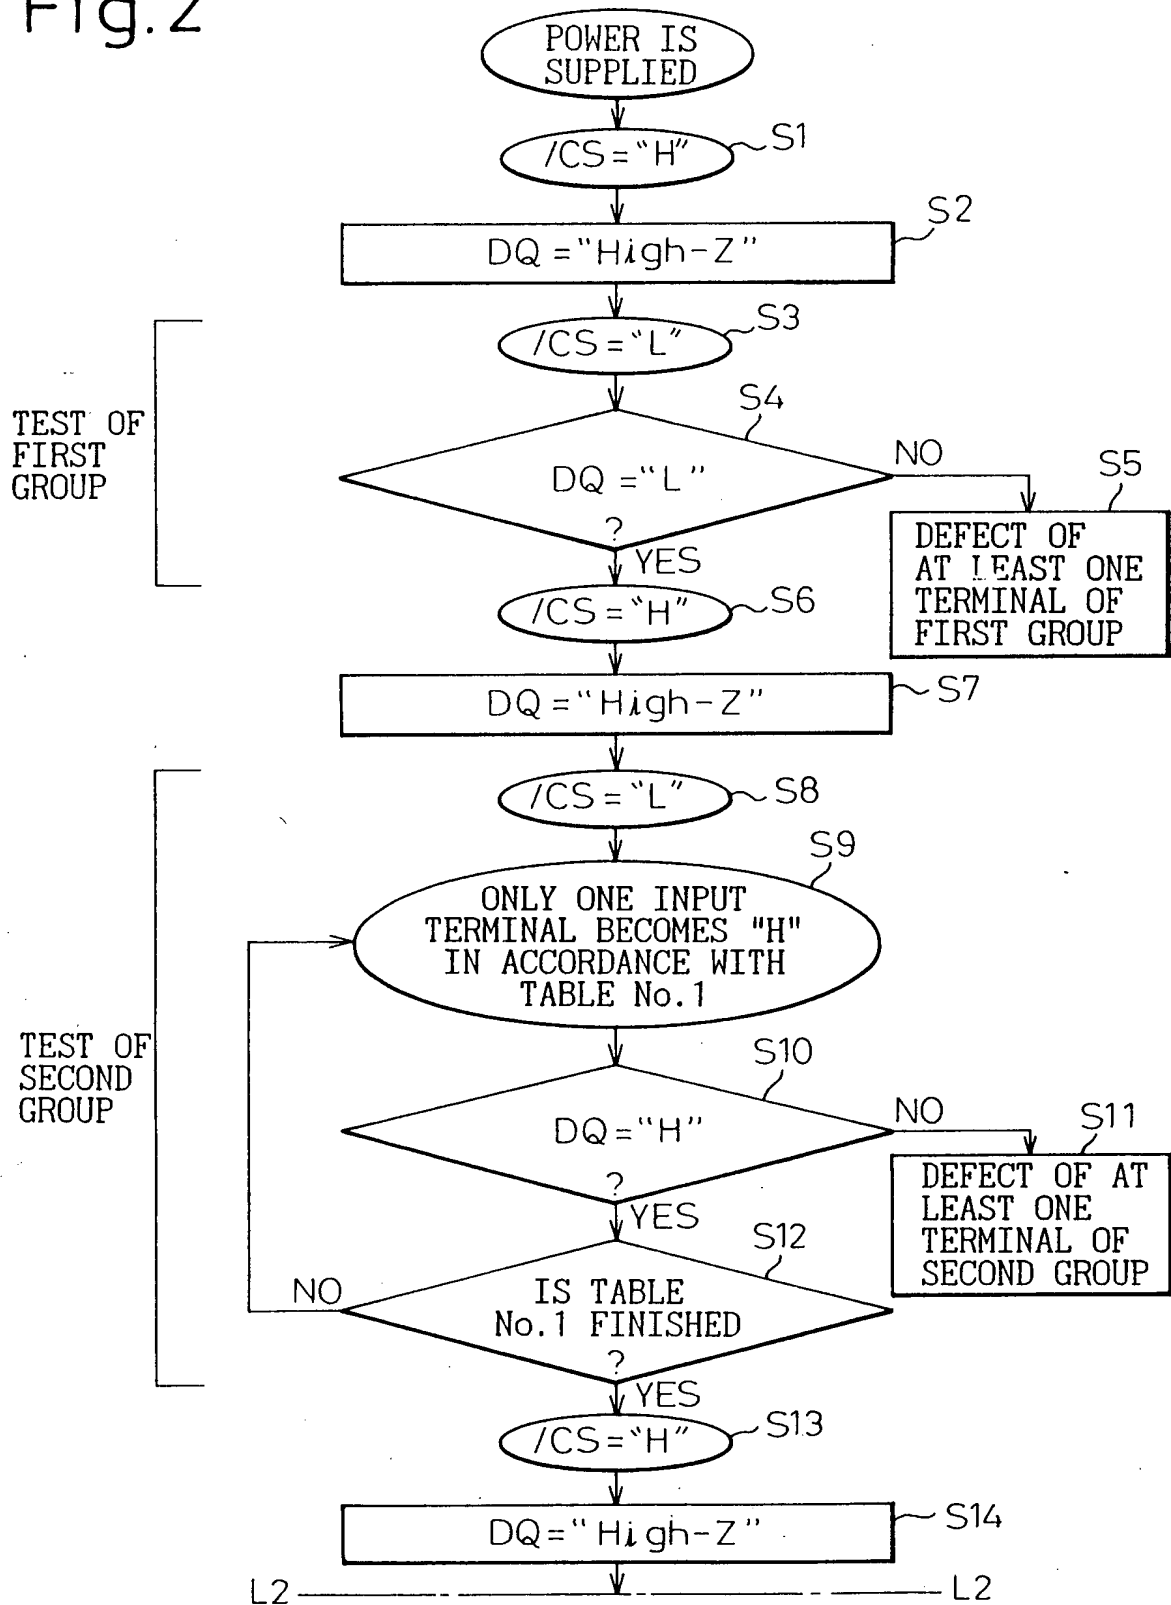 Fig. 2
POWER IS
SUPPLIED
/CS="H"
S1
DQ="High-Z"
S2
/CS="L"
S3
TEST OF
FIRST
GROUP
S4
DQ="L"
?
NO
YES
S5
DEFECT OF
AT LEAST ONE
TERMINAL OF
FIRST GROUP
/CS="H"
S6
DQ="High-Z"
S7
/CS="L"
S8
S9
ONLY ONE INPUT
TERMINAL BECOMES "H"
IN ACCORDANCE WITH
TABLE No.1
TEST OF
SECOND
GROUP
S10
DQ="H"
?
NO
YES
S11
DEFECT OF AT
LEAST ONE
TERMINAL OF
SECOND GROUP
S12
IS TABLE
No.1 FINISHED
?
NO
YES
/CS="H"
S13
DQ="High-Z"
S14
L2
L2